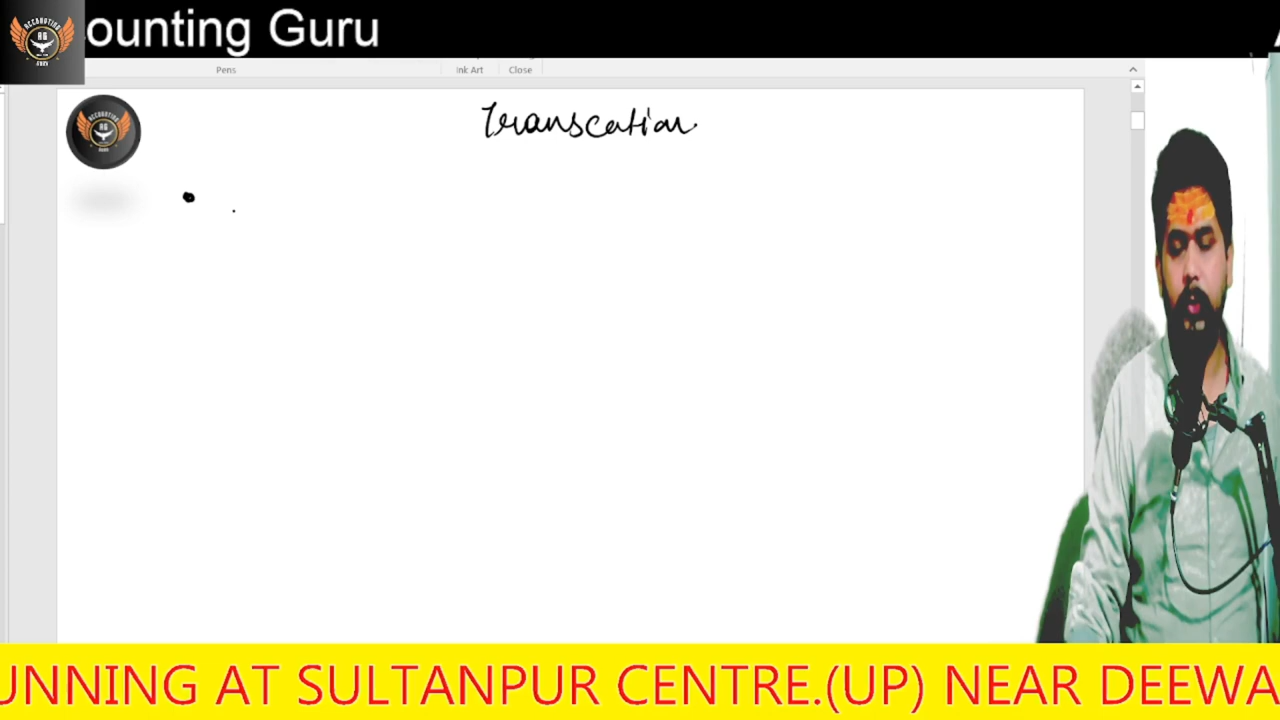 ounting Guru
Pens
Ink Art
Close
Transcation
UNNING AT SULTANPUR CENTRE.(UP) NEAR DEEWA